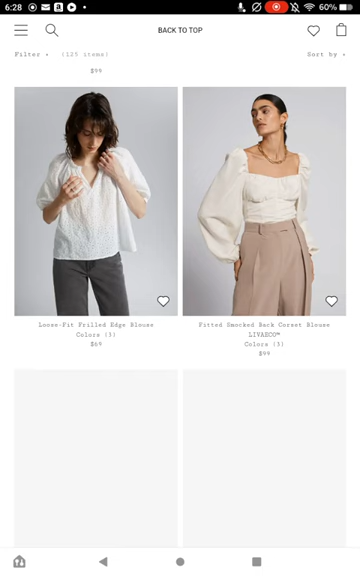 6:28
60%
BACK TO TOP
Filter
(125 items)
Sort by
$99
Loose-Fit Frilled Edge Blouse
Colors (3)
$69
Fitted Smocked Back Corset Blouse
LIVAECO™
Colors (3)
$99